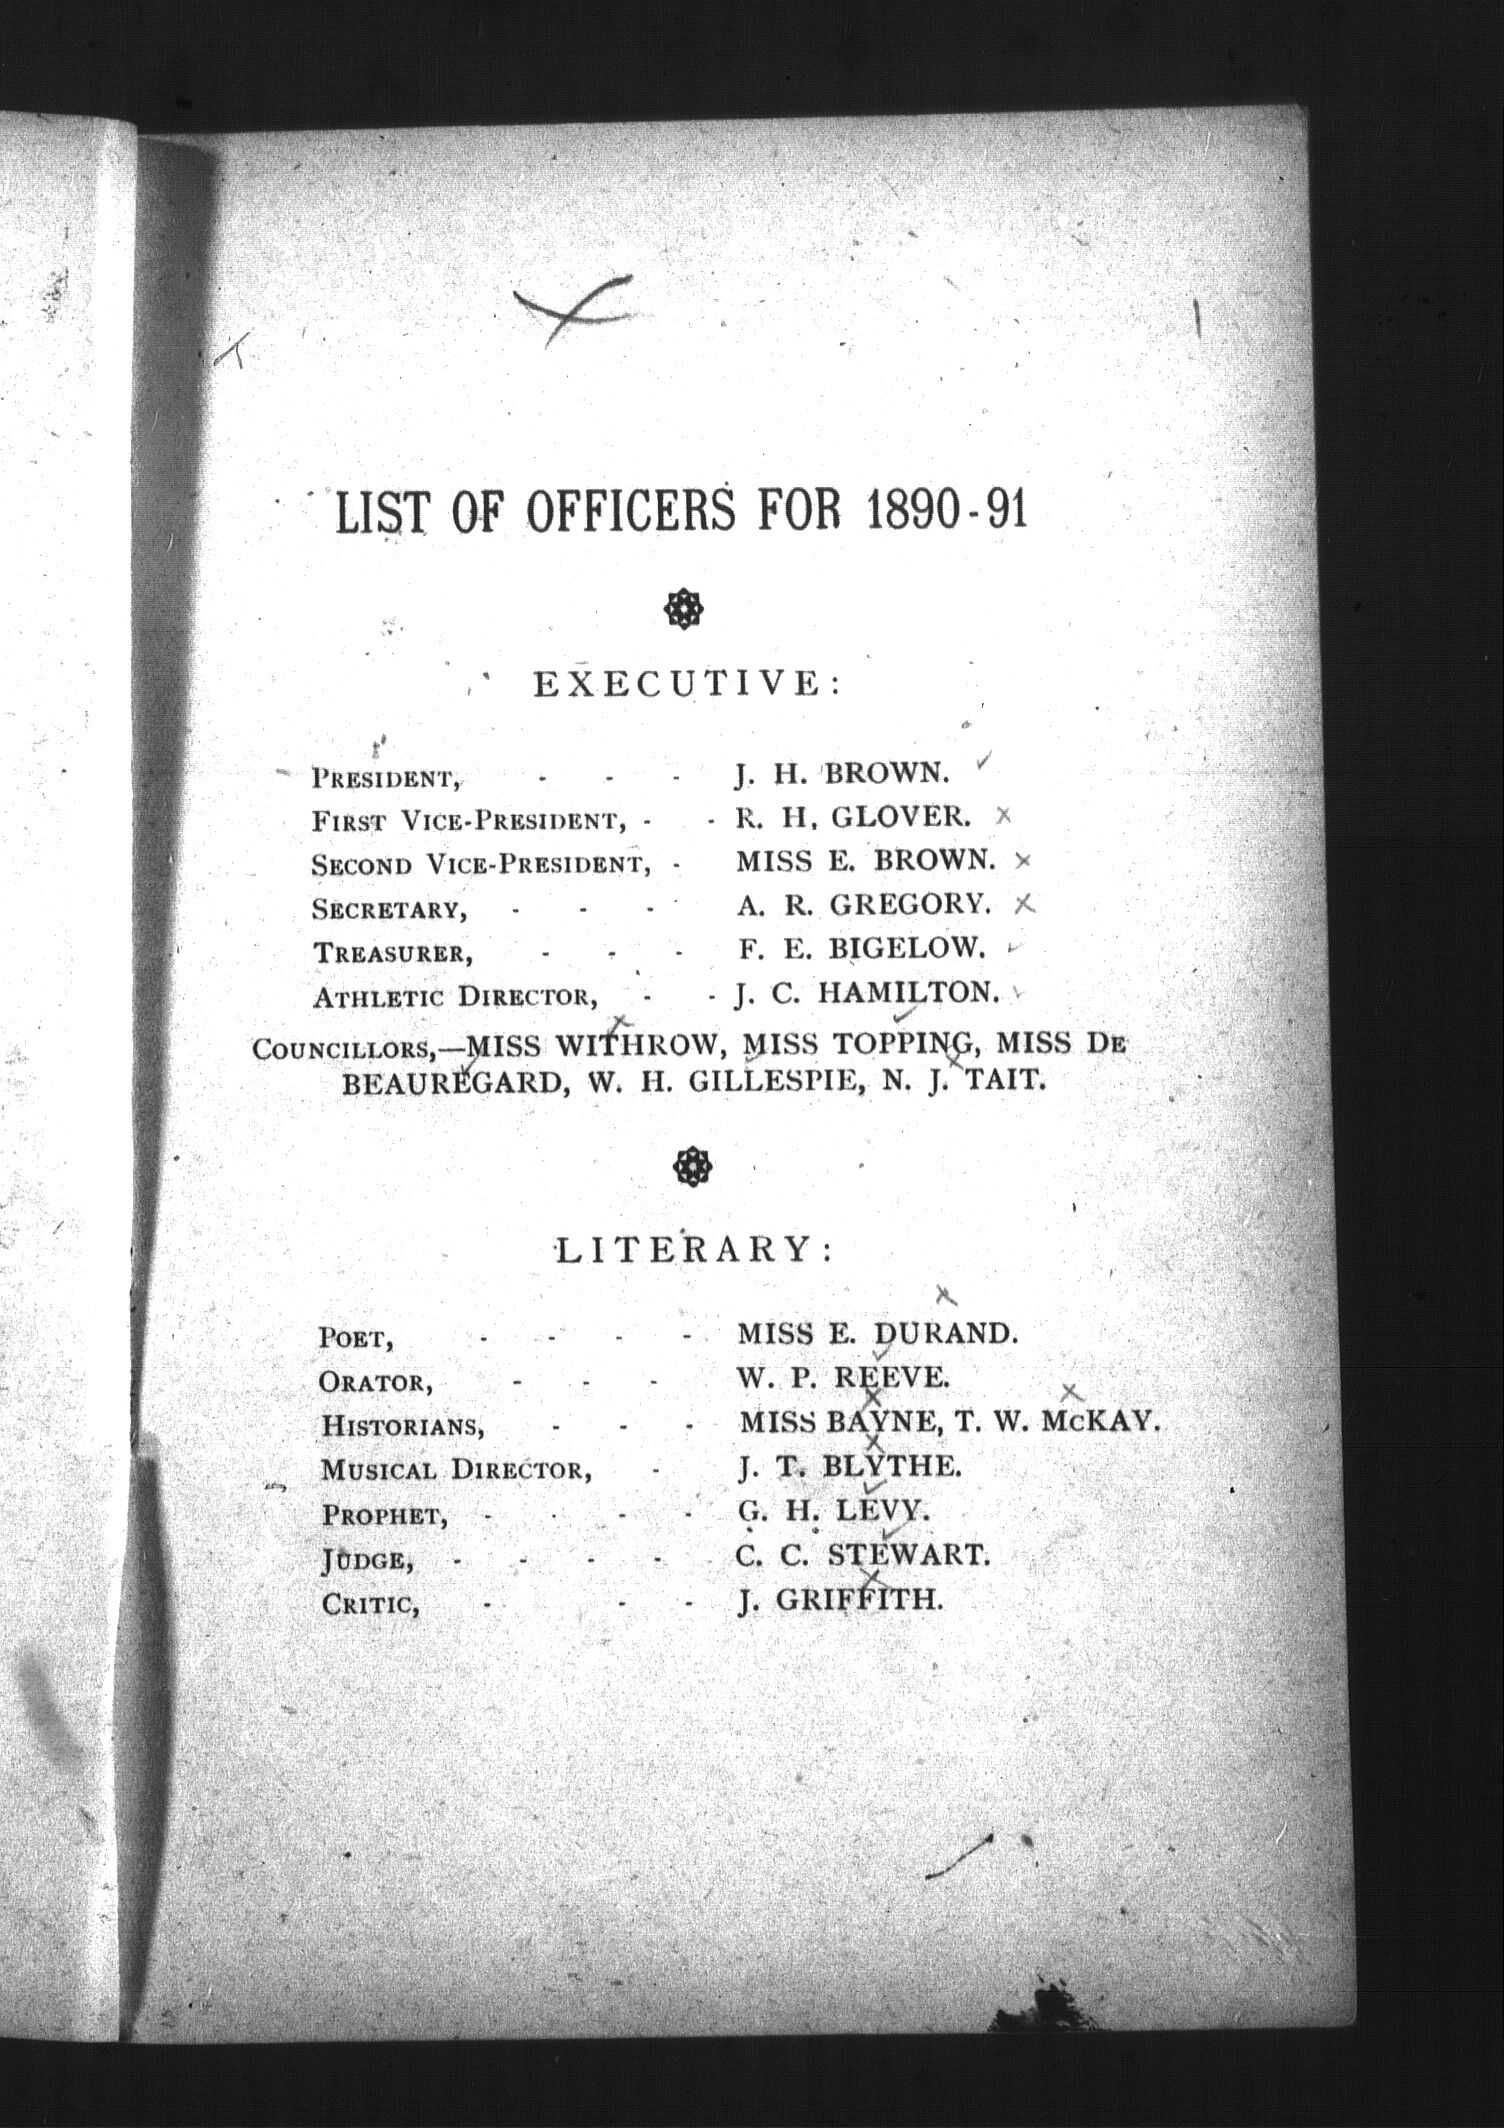 LIST OF OFFICERS FOR 1890-91
EXECUTIVE:
PRESIDENT, - - - J. H. BROWN.
FIRST VICE-PRESIDENT, - - R. H. GLOVER.
SECOND VICE-PRESIDENT, - MISS E. BROWN.
SECRETARY, - - - A. R. GREGORY.
TREASURER, - - - F. E. BIGELOW.
ATHLETIC DIRECTOR, - - J. C. HAMILTON.
COUNCILLORS,—MISS WITHROW, MISS TOPPING, MISS DE
BEAUREGARD, W. H. GILLESPIE, N. J. TAIT.
LITERARY:
POET, - - - - MISS E. DURAND.
ORATOR, - - - W. P. REEVE.
HISTORIANS, - - - MISS BAYNE, T. W. McKAY.
MUSICAL DIRECTOR, - J. T. BLYTHE.
PROPHET, - - - - G. H. LEVY.
JUDGE, - - - - C. C. STEWART.
CRITIC, - - - J. GRIFFITH.